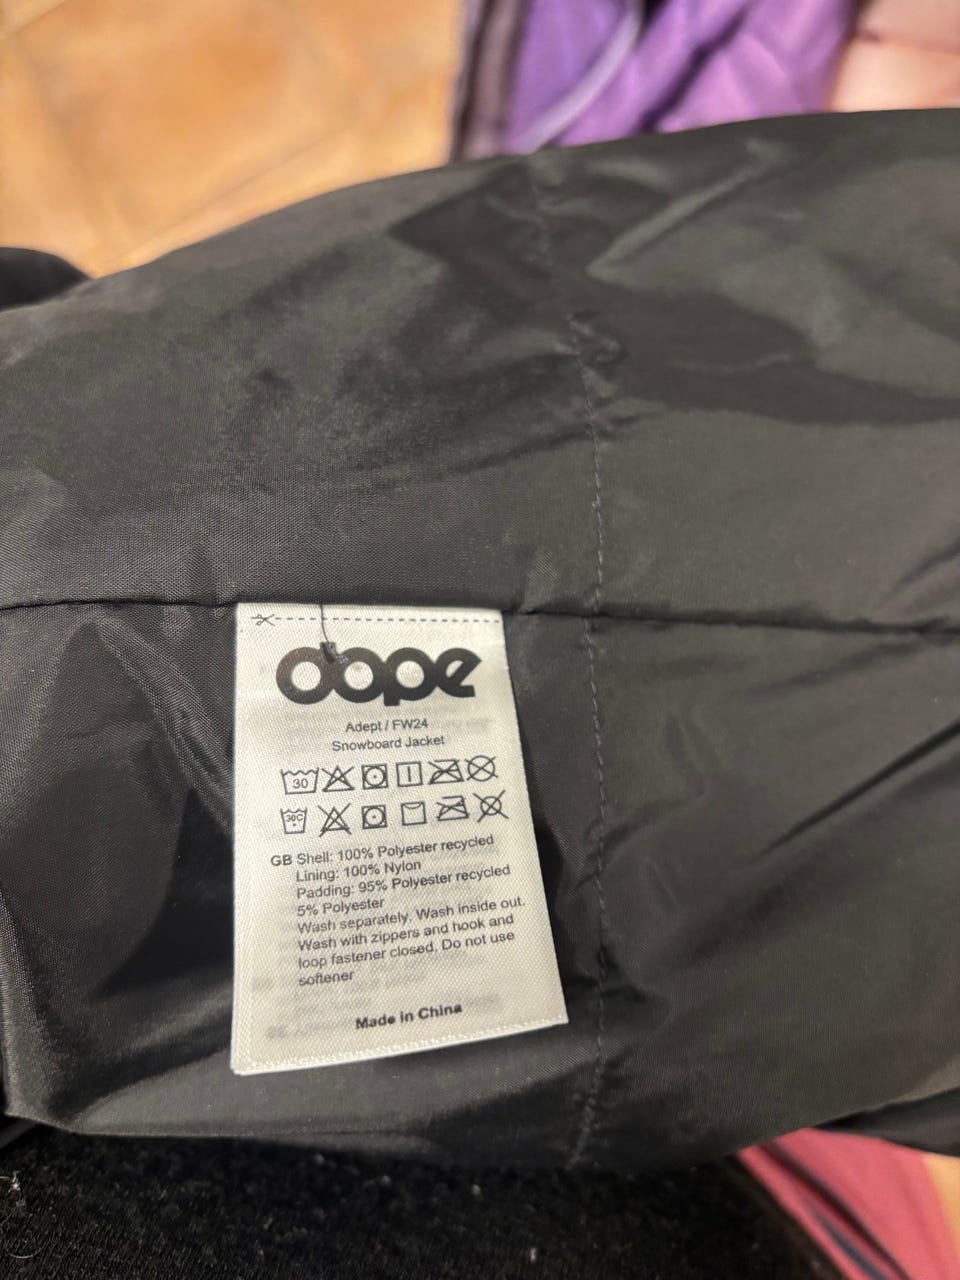 dope
Adept / FW24
Snowboard Jacket
30
30C
GB Shell: 100% Polyester recycled
Lining: 100% Nylon
Padding: 95% Polyester recycled
5% Polyester
Wash separately. Wash inside out.
Wash with zippers and hook and
loop fastener closed. Do not use
softener
Made in China